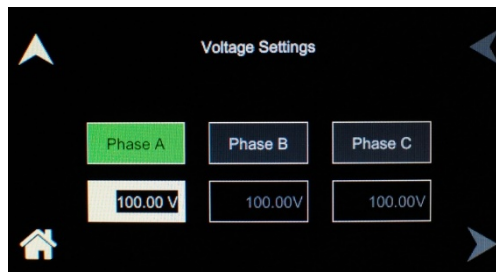 Voltage Settings
Phase A Phase B Phase C
100.00 V 100.00V 100.00V